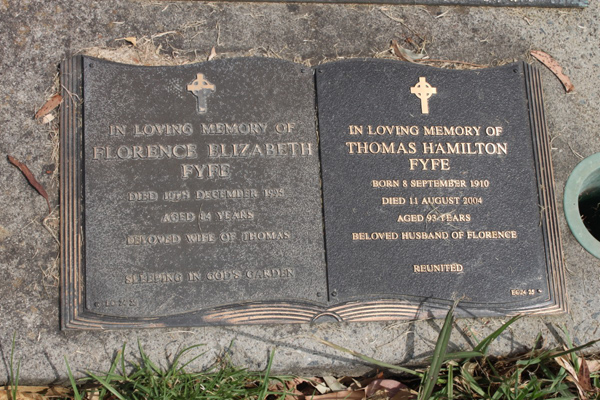 IN LOVING MEMORY OF
FLORENCE ELIZABETH
FYFE
DIED DECEMBER
AGED YEARS
BELOVED WIFE OF THOMAS
SLEEPING IN GOD'S GARDEN
IN LOVING MEMORY OF
THOMAS HAMILTON
FYFE
BORN 8 SEPTEMBER 1910
DIED 11 AUGUST 2004
AGED 93 YEARS
BELOVED HUSBAND OF FLORENCE
REUNITED